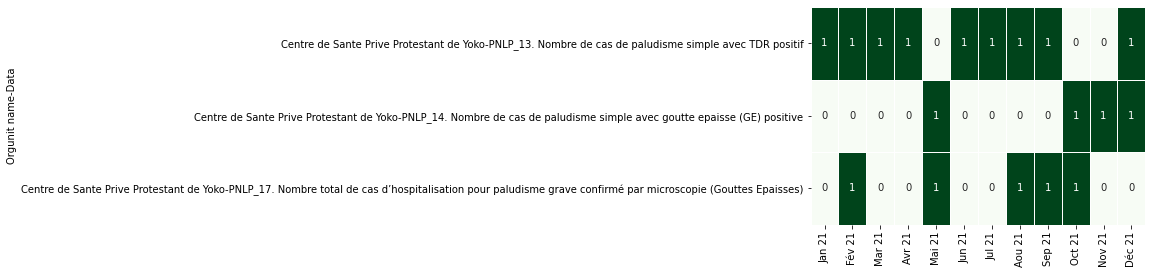 Orgunit name-Data
Centre de Sante Prive Protestant de Yoko-PNLP_13. Nombre de cas de paludisme simple avec TDR positif
1 1 1 1 0 1 1 1 1 0 0 1
Centre de Sante Prive Protestant de Yoko-PNLP_14. Nombre de cas de paludisme simple avec goutte epaisse (GE) positive
0 0 0 0 1 0 0 0 0 1 1 1
Centre de Sante Prive Protestant de Yoko-PNLP_17. Nombre total de cas d’hospitalisation pour paludisme grave confirmé par microscopie (Gouttes Epaisses)
0 1 0 0 1 0 0 1 1 1 0 0
Jan 21
Fév 21
Mar 21
Avr 21
Mai 21
Jun 21
Jul 21
Aou 21
Sep 21
Oct 21
Nov 21
Déc 21